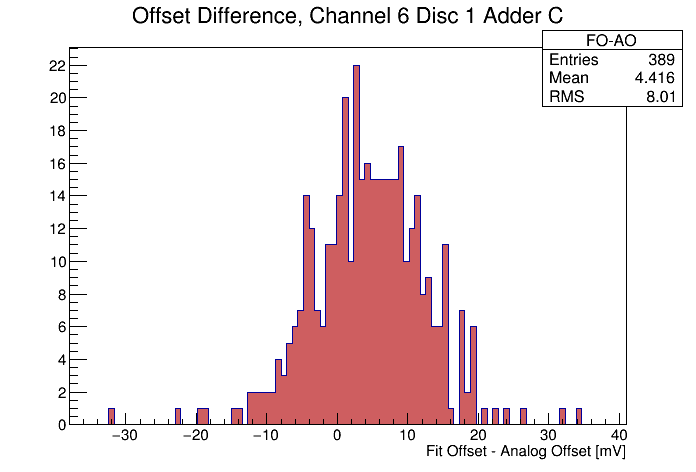 Offset Difference, Channel 6 Disc 1 Adder C
FO-AO
Entries 389
Mean 4.416
RMS 8.01
22
20
18
16
14
12
10
8
6
4
2
0
−30 −20 −10 0 10 20 30 40
Fit Offset - Analog Offset [mV]